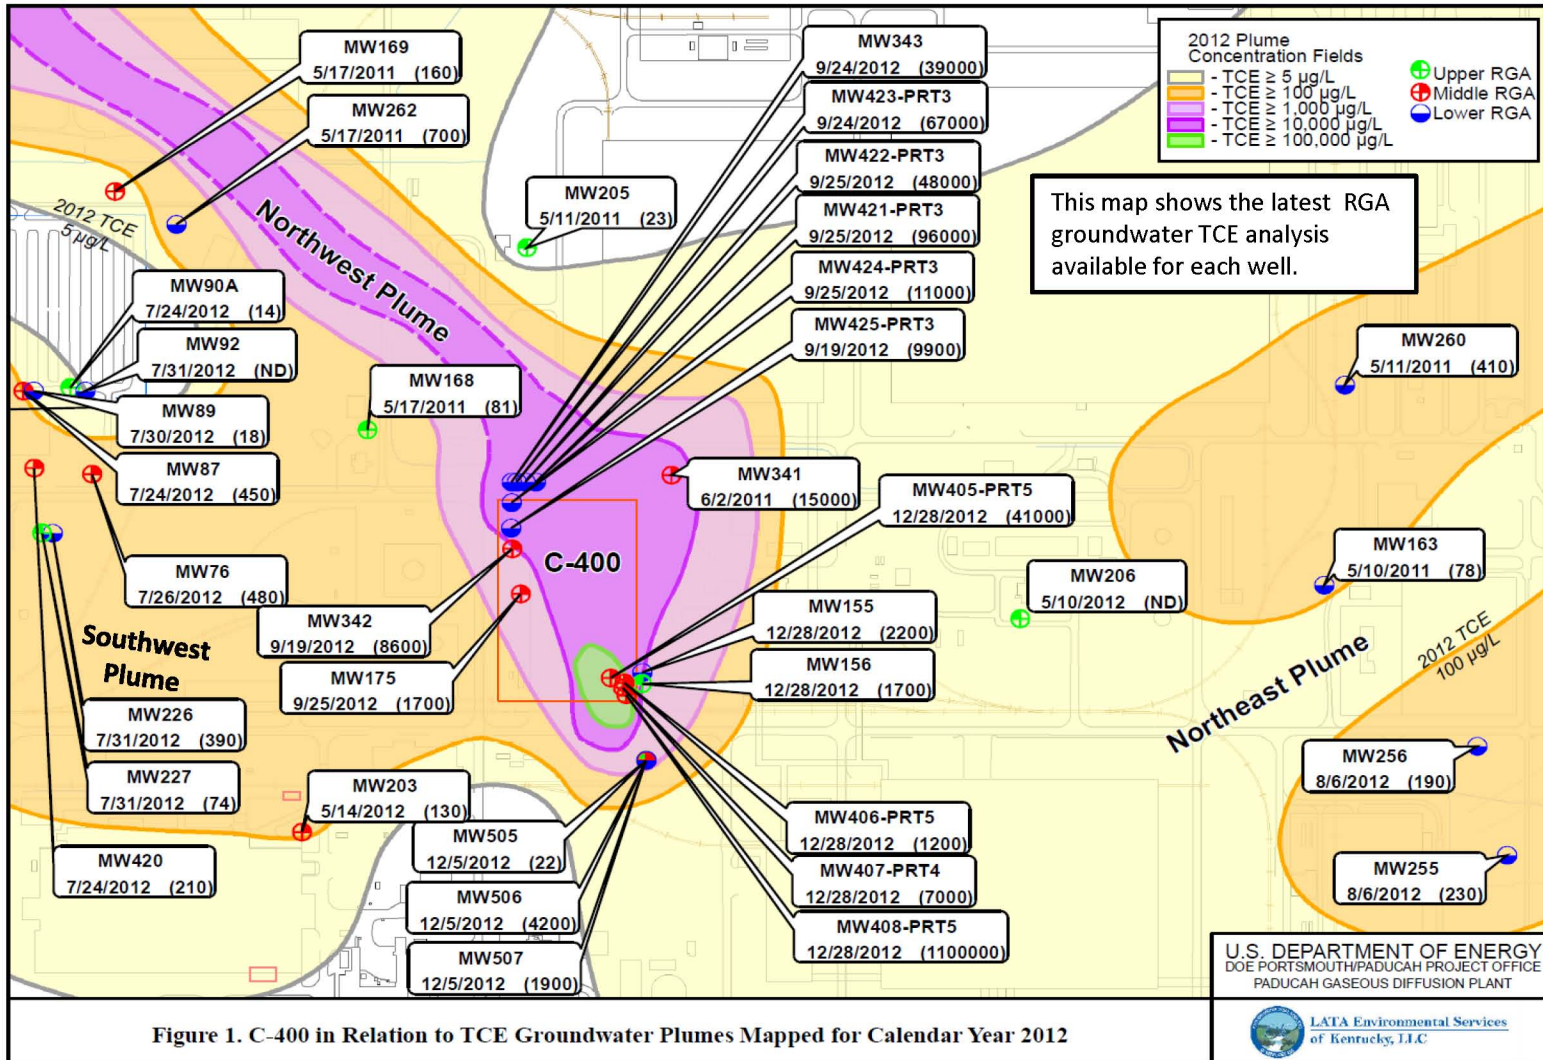 MW169
5/17/2011 (160)
MW262
5/17/2011 (700)
MW205
5/11/2011 (23)
MW343
9/24/2012 (39000)
MW423-PRT3
9/24/2012 (67000)
MW422-PRT3
9/25/2012 (48000)
MW421-PRT3
9/25/2012 (96000)
MW424-PRT3
9/25/2012 (11000)
MW425-PRT3
9/19/2012 (9900)
2012 Plume
Concentration Fields
- TCE ≥ 5 µg/L
- TCE ≥ 100 µg/L
- TCE ≥ 1,000 µg/L
- TCE ≥ 10,000 µg/L
- TCE ≥ 100,000 µg/L
Upper RGA
Middle RGA
Lower RGA
This map shows the latest RGA
groundwater TCE analysis
available for each well.
2012 TCE
5 µg/L
Northwest Plume
MW90A
7/24/2012 (14)
MW92
7/31/2012 (ND)
MW89
7/30/2012 (18)
MW87
7/24/2012 (450)
MW168
5/17/2011 (81)
MW260
5/11/2011 (410)
MW341
6/2/2011 (15000)
MW405-PRT5
12/28/2012 (41000)
MW76
7/26/2012 (480)
C-400
MW342
9/19/2012 (8600)
MW175
9/25/2012 (1700)
MW155
12/28/2012 (2200)
MW156
12/28/2012 (1700)
MW206
5/10/2012 (ND)
MW163
5/10/2011 (78)
Southwest
Plume
2012 TCE
100 µg/L
Northeast Plume
MW226
7/31/2012 (390)
MW227
7/31/2012 (74)
MW203
5/14/2012 (130)
MW420
7/24/2012 (210)
MW505
12/5/2012 (22)
MW506
12/5/2012 (4200)
MW507
12/5/2012 (1900)
MW406-PRT5
12/28/2012 (1200)
MW407-PRT4
12/28/2012 (7000)
MW408-PRT5
12/28/2012 (1100000)
MW256
8/6/2012 (190)
MW255
8/6/2012 (230)
U.S. DEPARTMENT OF ENERGY
DOE PORTSMOUTH/PADUCAH PROJECT OFFICE
PADUCAH GASEOUS DIFFUSION PLANT
LATA Environmental Services
of Kentucky, LLC
Figure 1. C-400 in Relation to TCE Groundwater Plumes Mapped for Calendar Year 2012